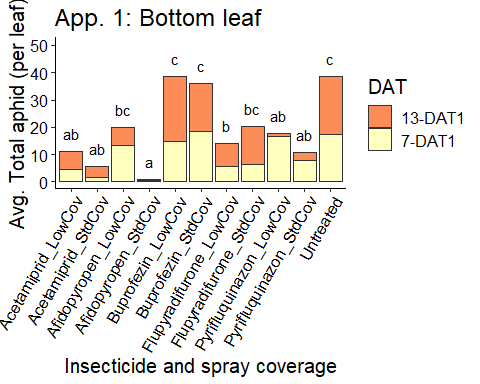 App. 1: Bottom leaf
Avg. Total aphid (per leaf)
50
40
30
20
10
0
ab
ab
bc
a
c
c
b
bc
ab
ab
c
DAT
13-DAT1
7-DAT1
Acetamiprid_LowCov
Acetamiprid_StdCov
Afidopyropen_LowCov
Afidopyropen_StdCov
Buprofezin_LowCov
Buprofezin_StdCov
Flupyradifurone_LowCov
Flupyradifurone_StdCov
Pyrifluquinazon_LowCov
Pyrifluquinazon_StdCov
Untreated
Insecticide and spray coverage